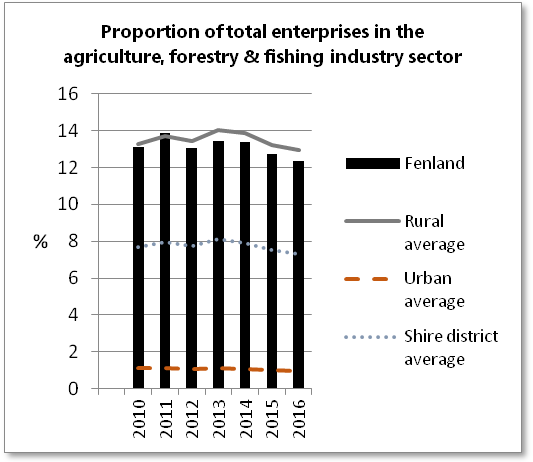 Proportion of total enterprises in the
agriculture, forestry & fishing industry sector
16
14
12
10
8
6
4
2
0
%
2010
2011
2012
2013
2014
2015
2016
Fenland
Rural
average
Urban
average
Shire district
average